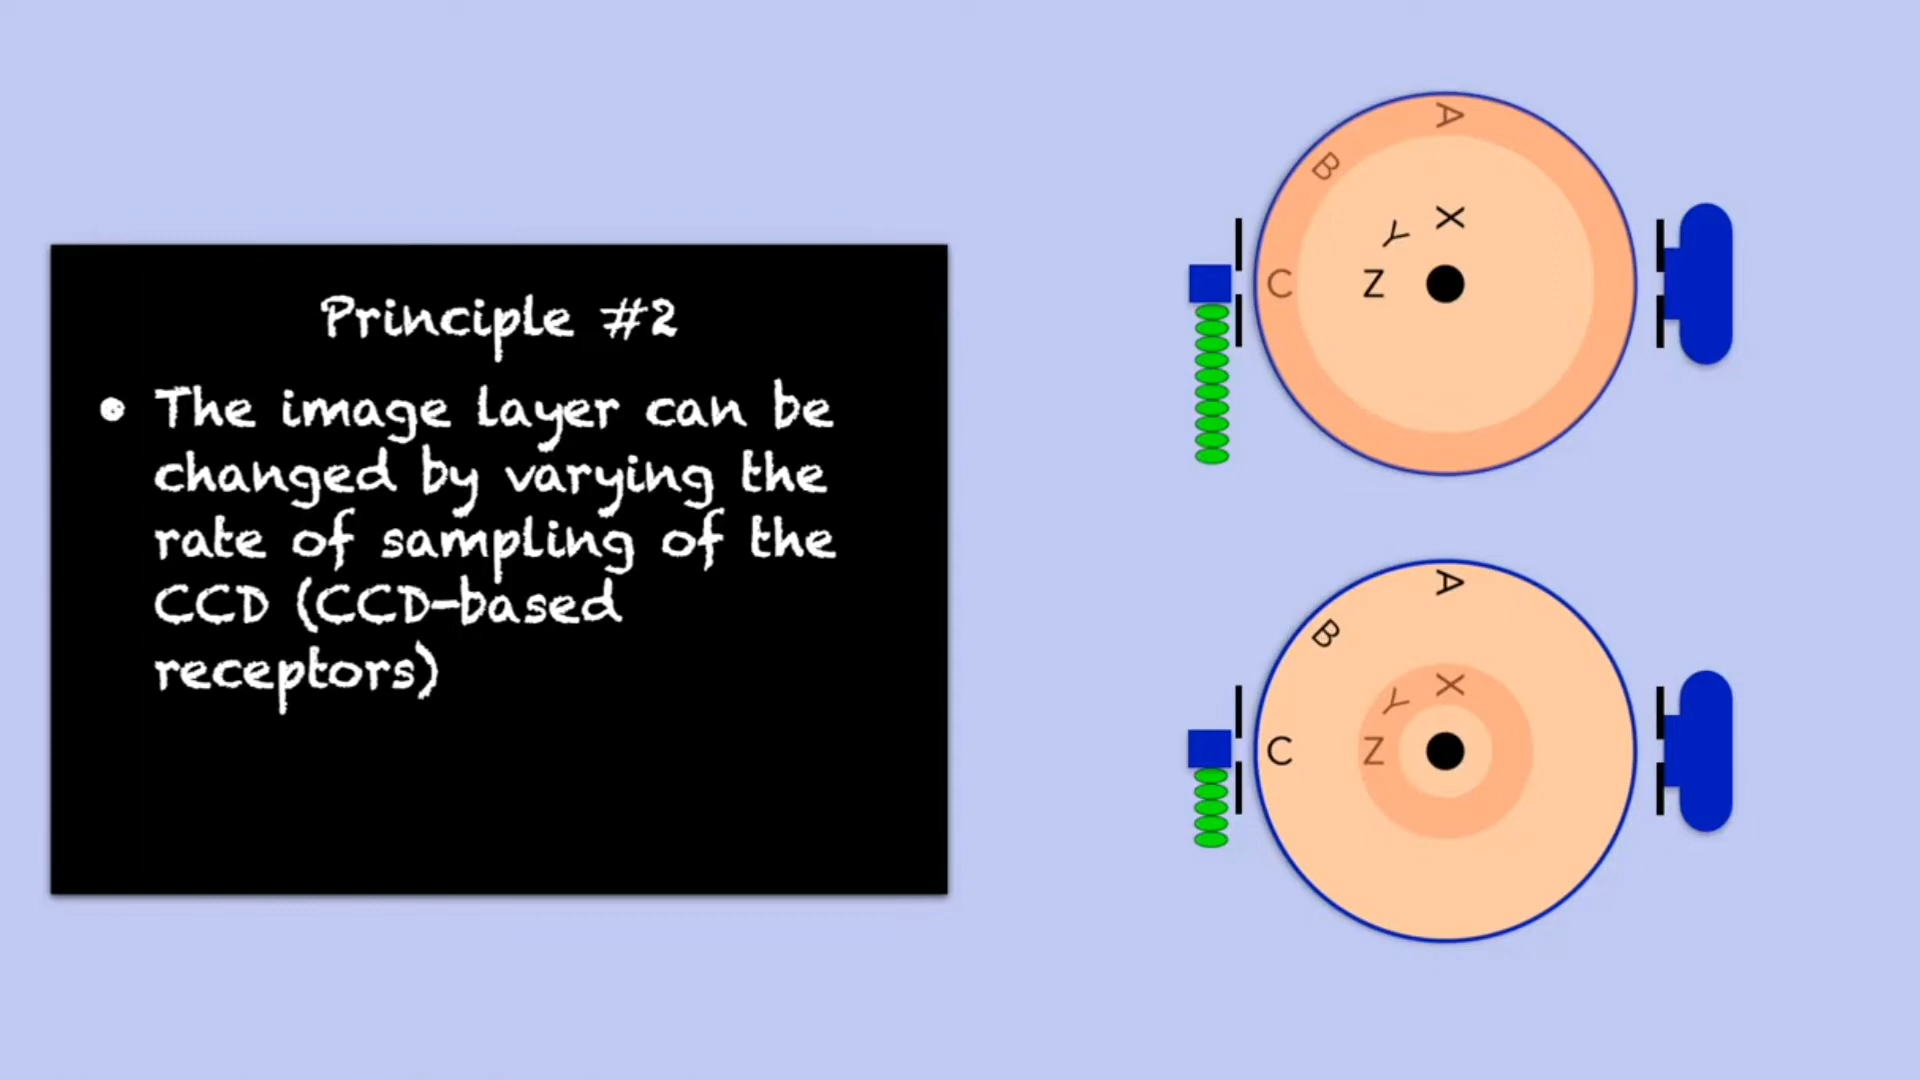 Principle #2
• The image layer can be
changed by varying the
rate of sampling of the
CCD (CCD-based
receptors)
A
B
X
Y
C
Z
A
B
X
Y
C
Z